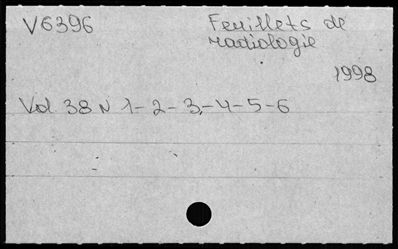 V6396
Feuillets de
radiologie
1998
Vol 38 N 1-2-3-4-5-6